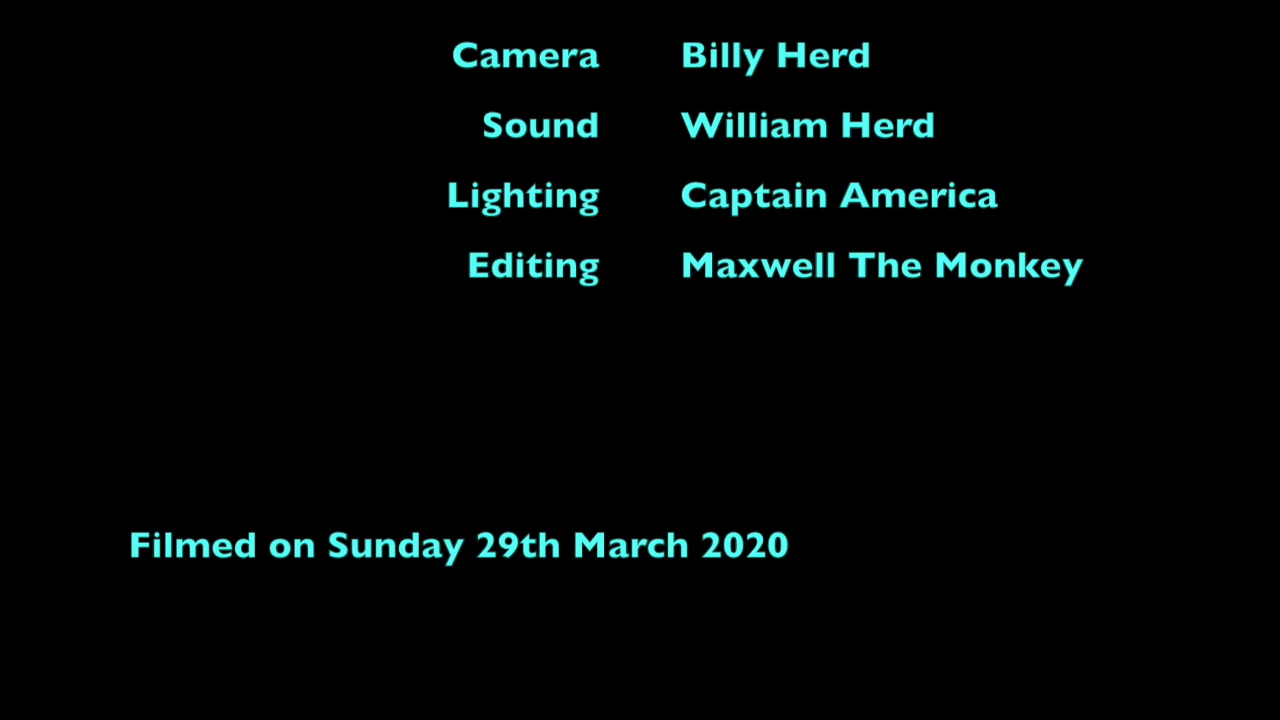 Camera Billy Herd
Sound William Herd
Lighting Captain America
Editing Maxwell The Monkey
Filmed on Sunday 29th March 2020